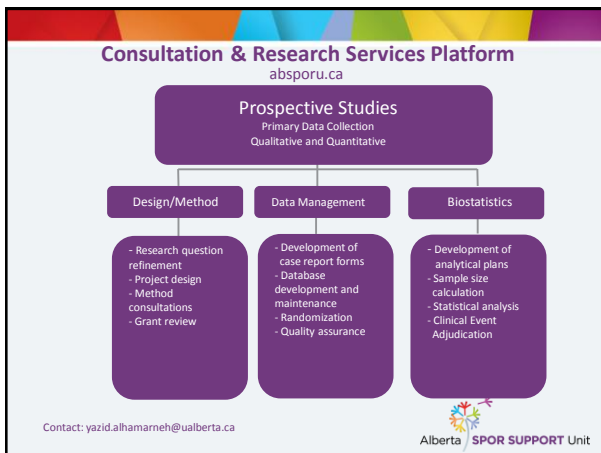 Consultation & Research Services Platform
absporu.ca
Prospective Studies
Primary Data Collection
Qualitative and Quantitative
Design/Method
- Research question
refinement
- Project design
- Method
consultations
- Grant review
Data Management
- Development of
case report forms
- Database
development and
maintenance
- Randomization
- Quality assurance
Biostatistics
- Development of
analytical plans
- Sample size
calculation
- Statistical analysis
- Clinical Event
Adjudication
Contact: yazid.alhamarneh@ualberta.ca
Alberta SPOR SUPPORT Unit